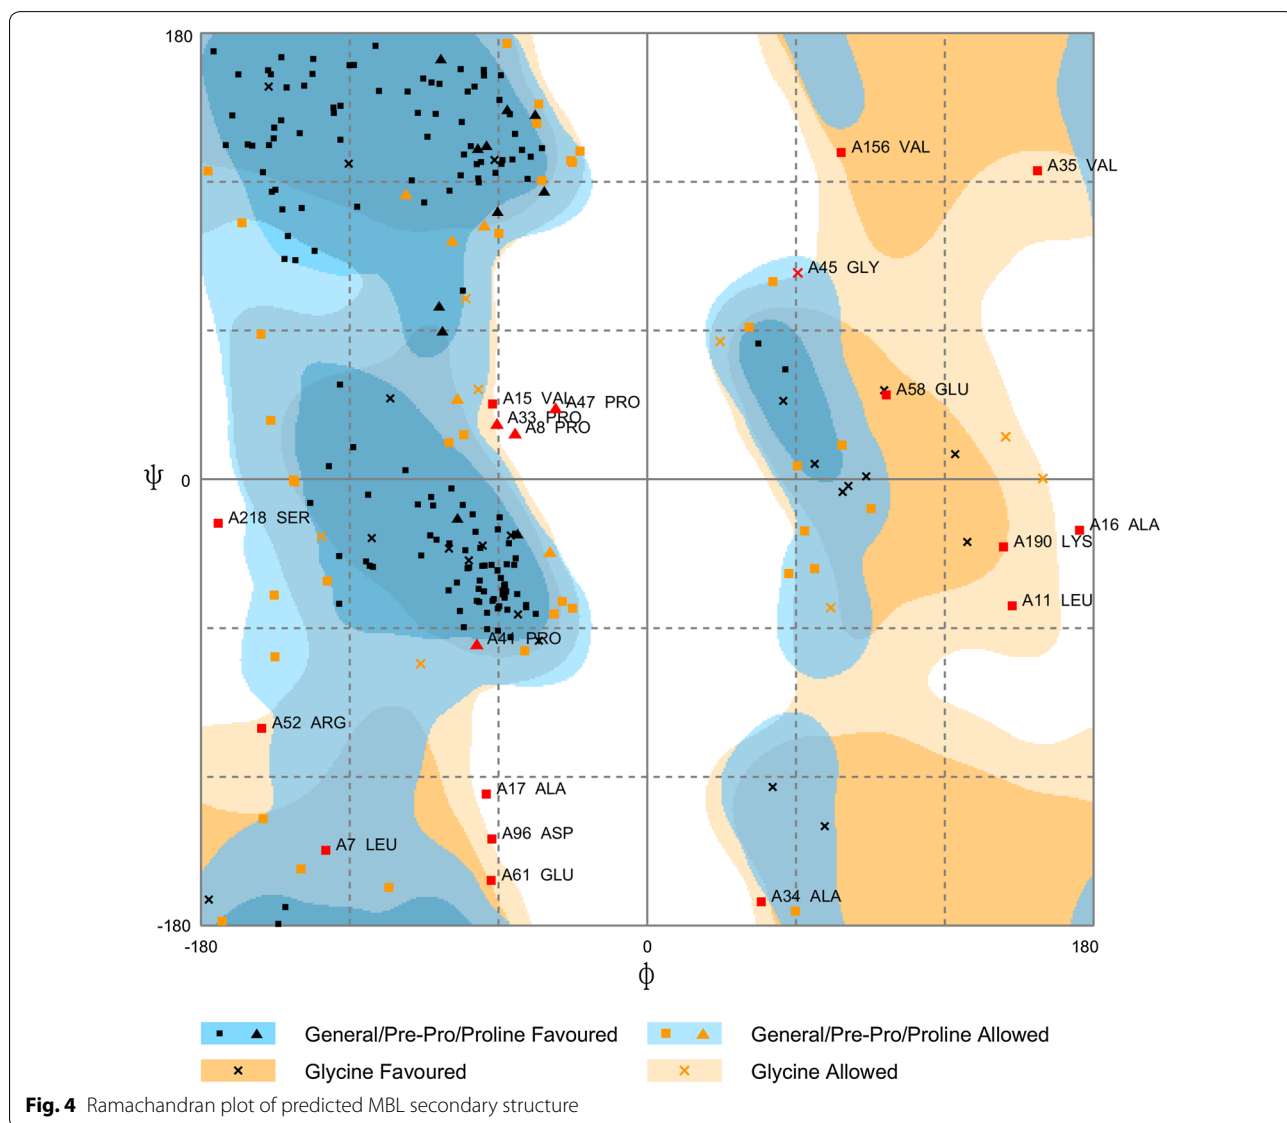 180
A156 VAL
A35 VAL
A45 GLY
A58 GLU
A15 VAL
A47 PRO
A33 PRO
A8 PRO
ψ
0
A218 SER
A16 ALA
A190 LYS
A11 LEU
A41 PRO
A52 ARG
A17 ALA
A96 ASP
A7 LEU
A61 GLU
A34 ALA
-180
-180 0 180
ϕ
General/Pre-Pro/Proline Favoured General/Pre-Pro/Proline Allowed
Glycine Favoured Glycine Allowed
Fig. 4 Ramachandran plot of predicted MBL secondary structure